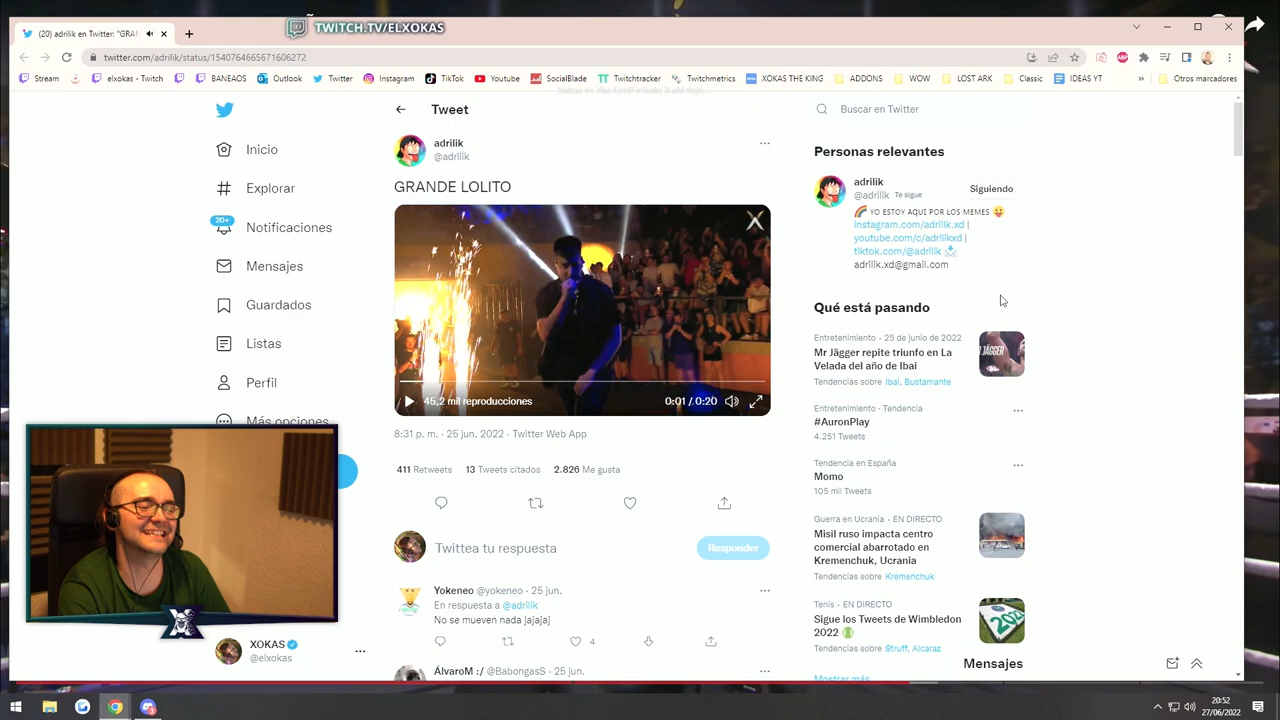 TWITCH.TV/ELXOKAS
(20) adrilik en Twitter: "GRAN
twitter.com/adrilik/status/1540764665671606272
Stream
elxokas - Twitch
BANEAOS
Outlook
Twitter
Instagram
TikTok
Youtube
SocialBlade
Twitchtracker
Twitchmetrics
XOKAS THE KING
ADDONS
WOW
LOST ARK
Classic
IDEAS YT
»
Otros marcadores
Inicio
Explorar
20+
Notificaciones
Mensajes
Guardados
Listas
Perfil
Más opciones
XOKAS
@elxokas
Tweet
adrilik
@adrilik
GRANDE LOLITO
45,2 mil reproducciones
0:01 / 0:20
8:31 p. m. · 25 jun. 2022 · Twitter Web App
411 Retweets 13 Tweets citados 2.826 Me gusta
Twittea tu respuesta
Responder
Yokeneo @yokeneo · 25 jun.
En respuesta a @adrilik
No se mueven nada jajajaj
4
ÁlvaroM :/ @BabongasS · 25 jun.
Buscar en Twitter
Personas relevantes
adrilik
@adrilik Te sigue
Siguiendo
YO ESTOY AQUI POR LOS MEMES
instagram.com/adrilik.xd |
youtube.com/c/adrilikxd |
tiktok.com/@adrilik
adrilik.xd@gmail.com
Qué está pasando
Entretenimiento · 25 de junio de 2022
Mr Jägger repite triunfo en La
Velada del año de Ibai
Tendencias sobre Ibai, Bustamante
JÄGGER
Entretenimiento · Tendencia
#AuronPlay
4.251 Tweets
Tendencia en España
Momo
105 mil Tweets
Guerra en Ucrania · EN DIRECTO
Misil ruso impacta centro
comercial abarrotado en
Kremenchuk, Ucrania
Tendencias sobre Kremenchuk
Tenis · EN DIRECTO
Sigue los Tweets de Wimbledon
2022
Tendencias sobre Struff, Alcaraz
Mostrar más
Mensajes
20:52
27/06/2022